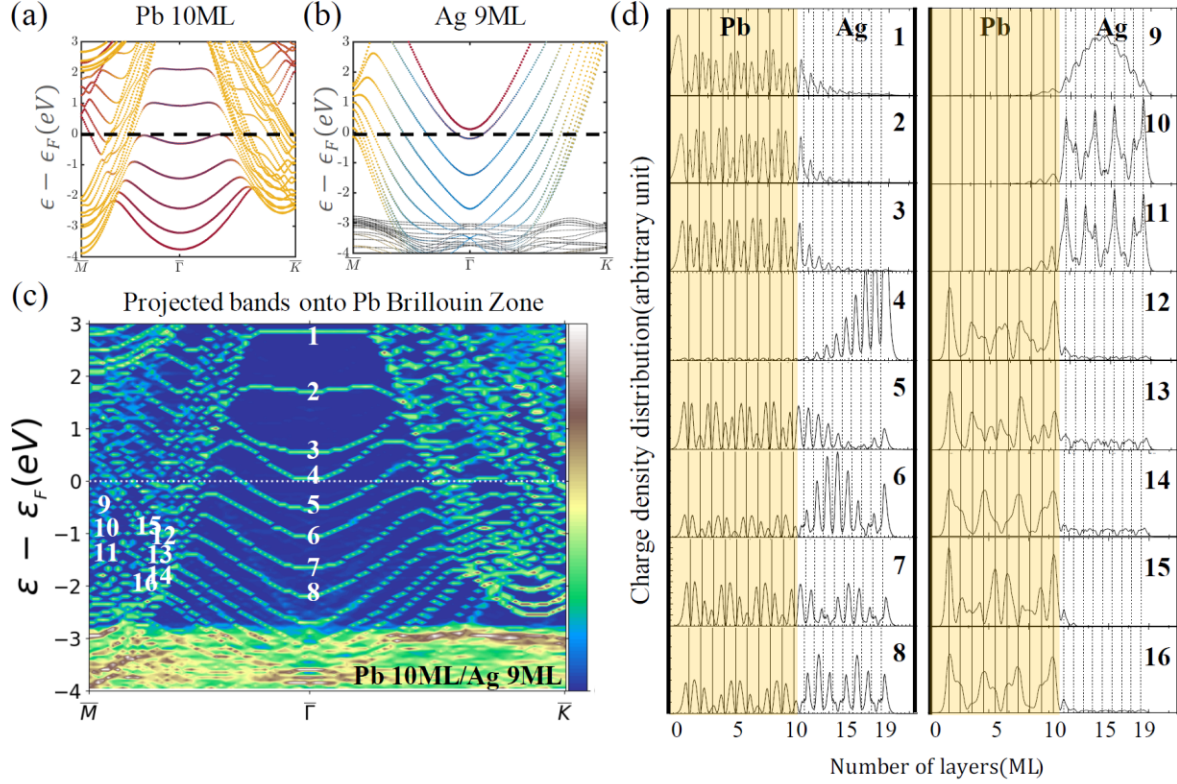 (a)
Pb 10ML
ϵ − ϵF(eV)
3
2
1
0
-1
-2
-3
-4
M̅
Γ̅
K̅
(b)
Ag 9ML
ϵ − ϵF(eV)
3
2
1
0
-1
-2
-3
-4
M̅
Γ̅
K̅
(c)
Projected bands onto Pb Brillouin Zone
ε − εF(eV)
3
2
1
0
−1
−2
−3
−4
1
2
3
4
5
6
7
8
9
10
11
15
12
13
14
16
Pb 10ML/Ag 9ML
M̅
Γ̅
K̅
(d)
Charge density distribution(arbitrary unit)
Pb Ag 1
2
3
4
5
6
7
8
0 5 10 15 19
Pb Ag 9
10
11
12
13
14
15
16
0 5 10 15 19
Number of layers(ML)